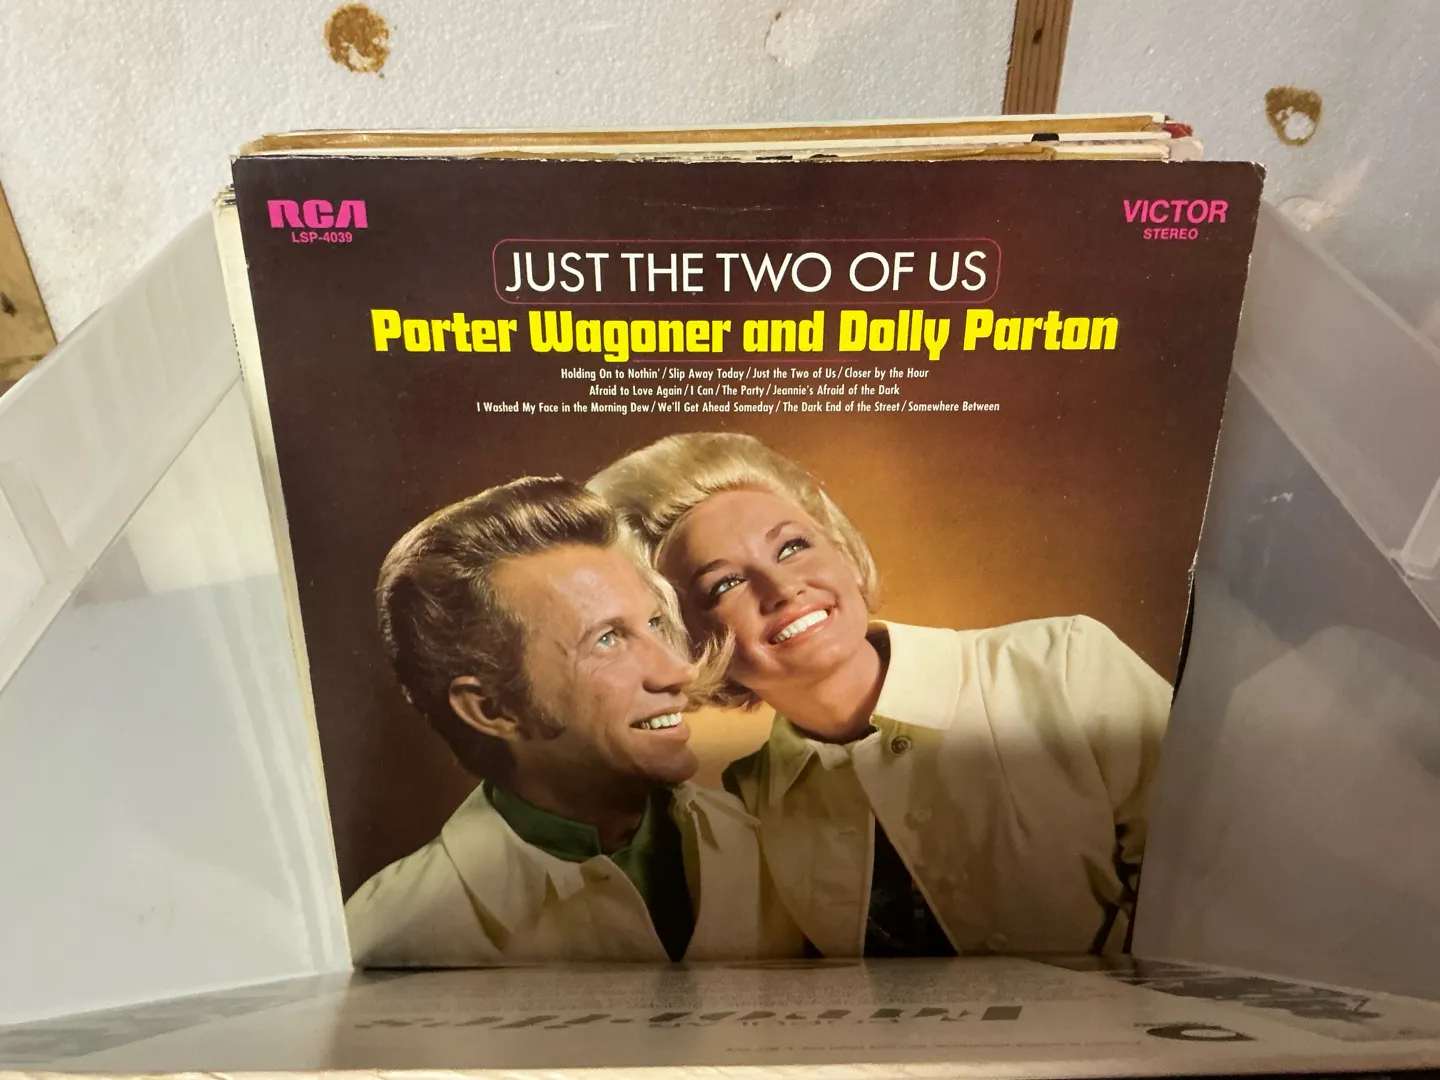 RCA
LSP-4039
VICTOR
STEREO
JUST THE TWO OF US
Porter Wagoner and Dolly Parton
Holding On to Nothin' / Slip Away Today / Just the Two of Us / Closer by the Hour
Afraid to Love Again / I Can / The Party / Jeannie's Afraid of the Dark
I Washed My Face in the Morning Dew / We'll Get Ahead Someday / The Dark End of the Street / Somewhere Between